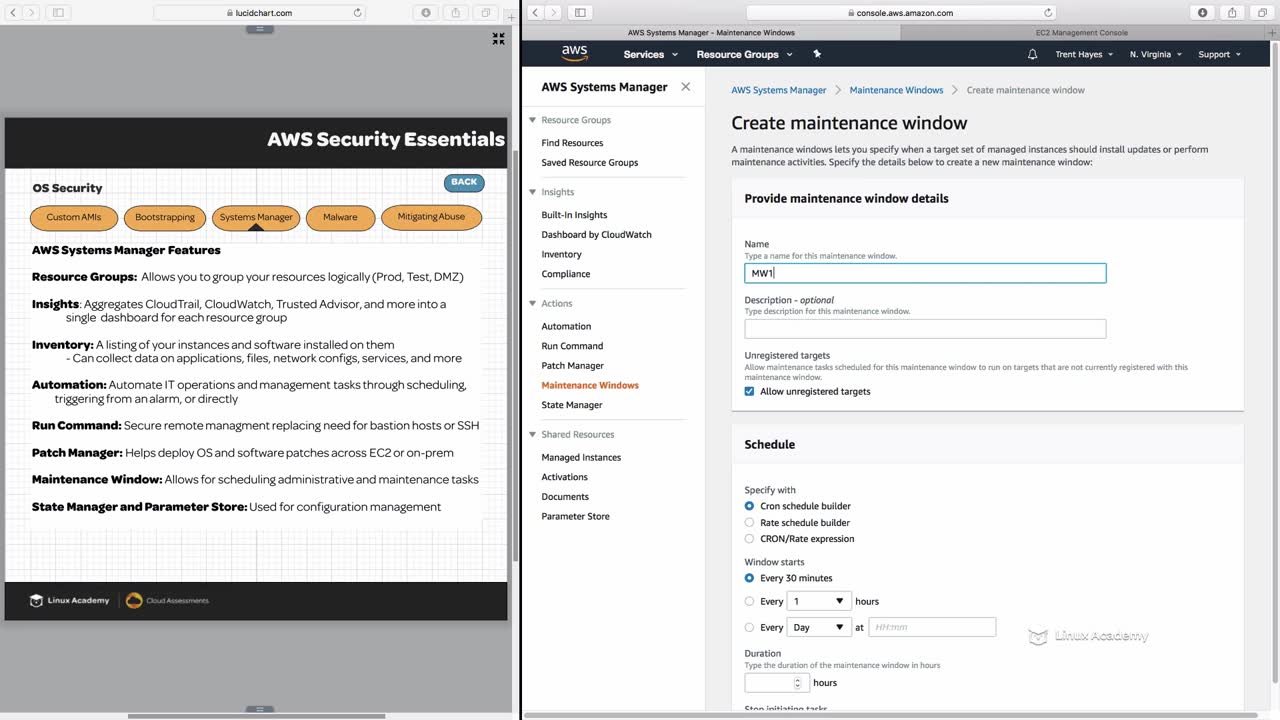 lucidchart.com
AWS Security Essentials
OS Security
BACK
Custom AMIs
Bootstrapping
Systems Manager
Malware
Mitigating Abuse
AWS Systems Manager Features
Resource Groups: Allows you to group your resources logically (Prod, Test, DMZ)
Insights: Aggregates CloudTrail, CloudWatch, Trusted Advisor, and more into a
single dashboard for each resource group
Inventory: A listing of your instances and software installed on them
- Can collect data on applications, files, network configs, services, and more
Automation: Automate IT operations and management tasks through scheduling,
triggering from an alarm, or directly
Run Command: Secure remote managment replacing need for bastion hosts or SSH
Patch Manager: Helps deploy OS and software patches across EC2 or on-prem
Maintenance Window: Allows for scheduling administrative and maintenance tasks
State Manager and Parameter Store: Used for configuration management
Linux Academy
Cloud Assessments
console.aws.amazon.com
AWS Systems Manager - Maintenance Windows
EC2 Management Console
aws
Services
Resource Groups
Trent Hayes
N. Virginia
Support
AWS Systems Manager
Resource Groups
Find Resources
Saved Resource Groups
Insights
Built-In Insights
Dashboard by CloudWatch
Inventory
Compliance
Actions
Automation
Run Command
Patch Manager
Maintenance Windows
State Manager
Shared Resources
Managed Instances
Activations
Documents
Parameter Store
AWS Systems Manager
Maintenance Windows
Create maintenance window
Create maintenance window
A maintenance windows lets you specify when a target set of managed instances should install updates or perform
maintenance activities. Specify the details below to create a new maintenance window:
Provide maintenance window details
Name
Type a name for this maintenance window.
MW1
Description - optional
Type description for this maintenance window.
Unregistered targets
Allow maintenance tasks scheduled for this maintenance window to run on targets that are not currently registered with this
maintenance window.
Allow unregistered targets
Schedule
Specify with
Cron schedule builder
Rate schedule builder
CRON/Rate expression
Window starts
Every 30 minutes
Every 1 hours
Every Day at HH:mm
Linux Academy
Duration
Type the duration of the maintenance window in hours
hours
Stop initiating tasks